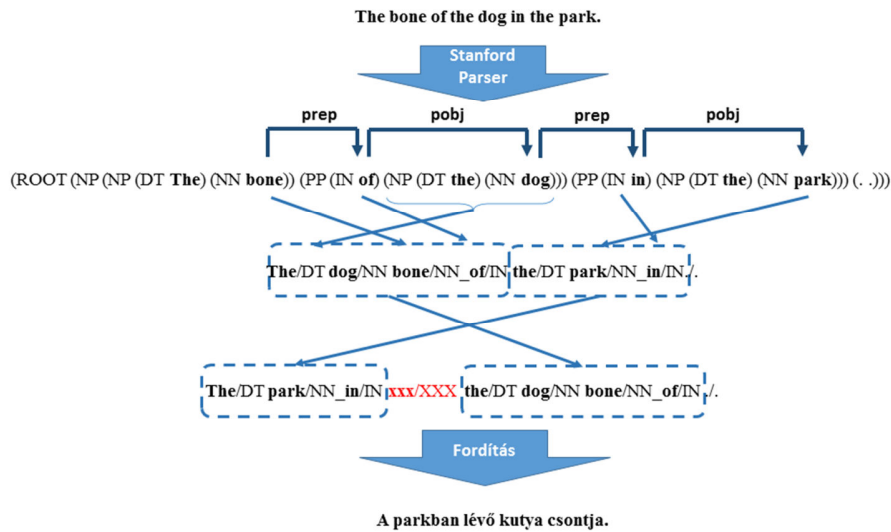 The bone of the dog in the park.
Stanford
Parser
prep pobj prep pobj
(ROOT (NP (NP (DT The) (NN bone)) (PP (IN of) (NP (DT the) (NN dog))) (PP (IN in) (NP (DT the) (NN park))) (. .)))
The/DT dog/NN bone/NN_of/IN the/DT park/NN_in/IN ./.
The/DT park/NN_in/IN xxx/XXX the/DT dog/NN bone/NN_of/IN ./.
Fordítás
A parkban lévő kutya csontja.